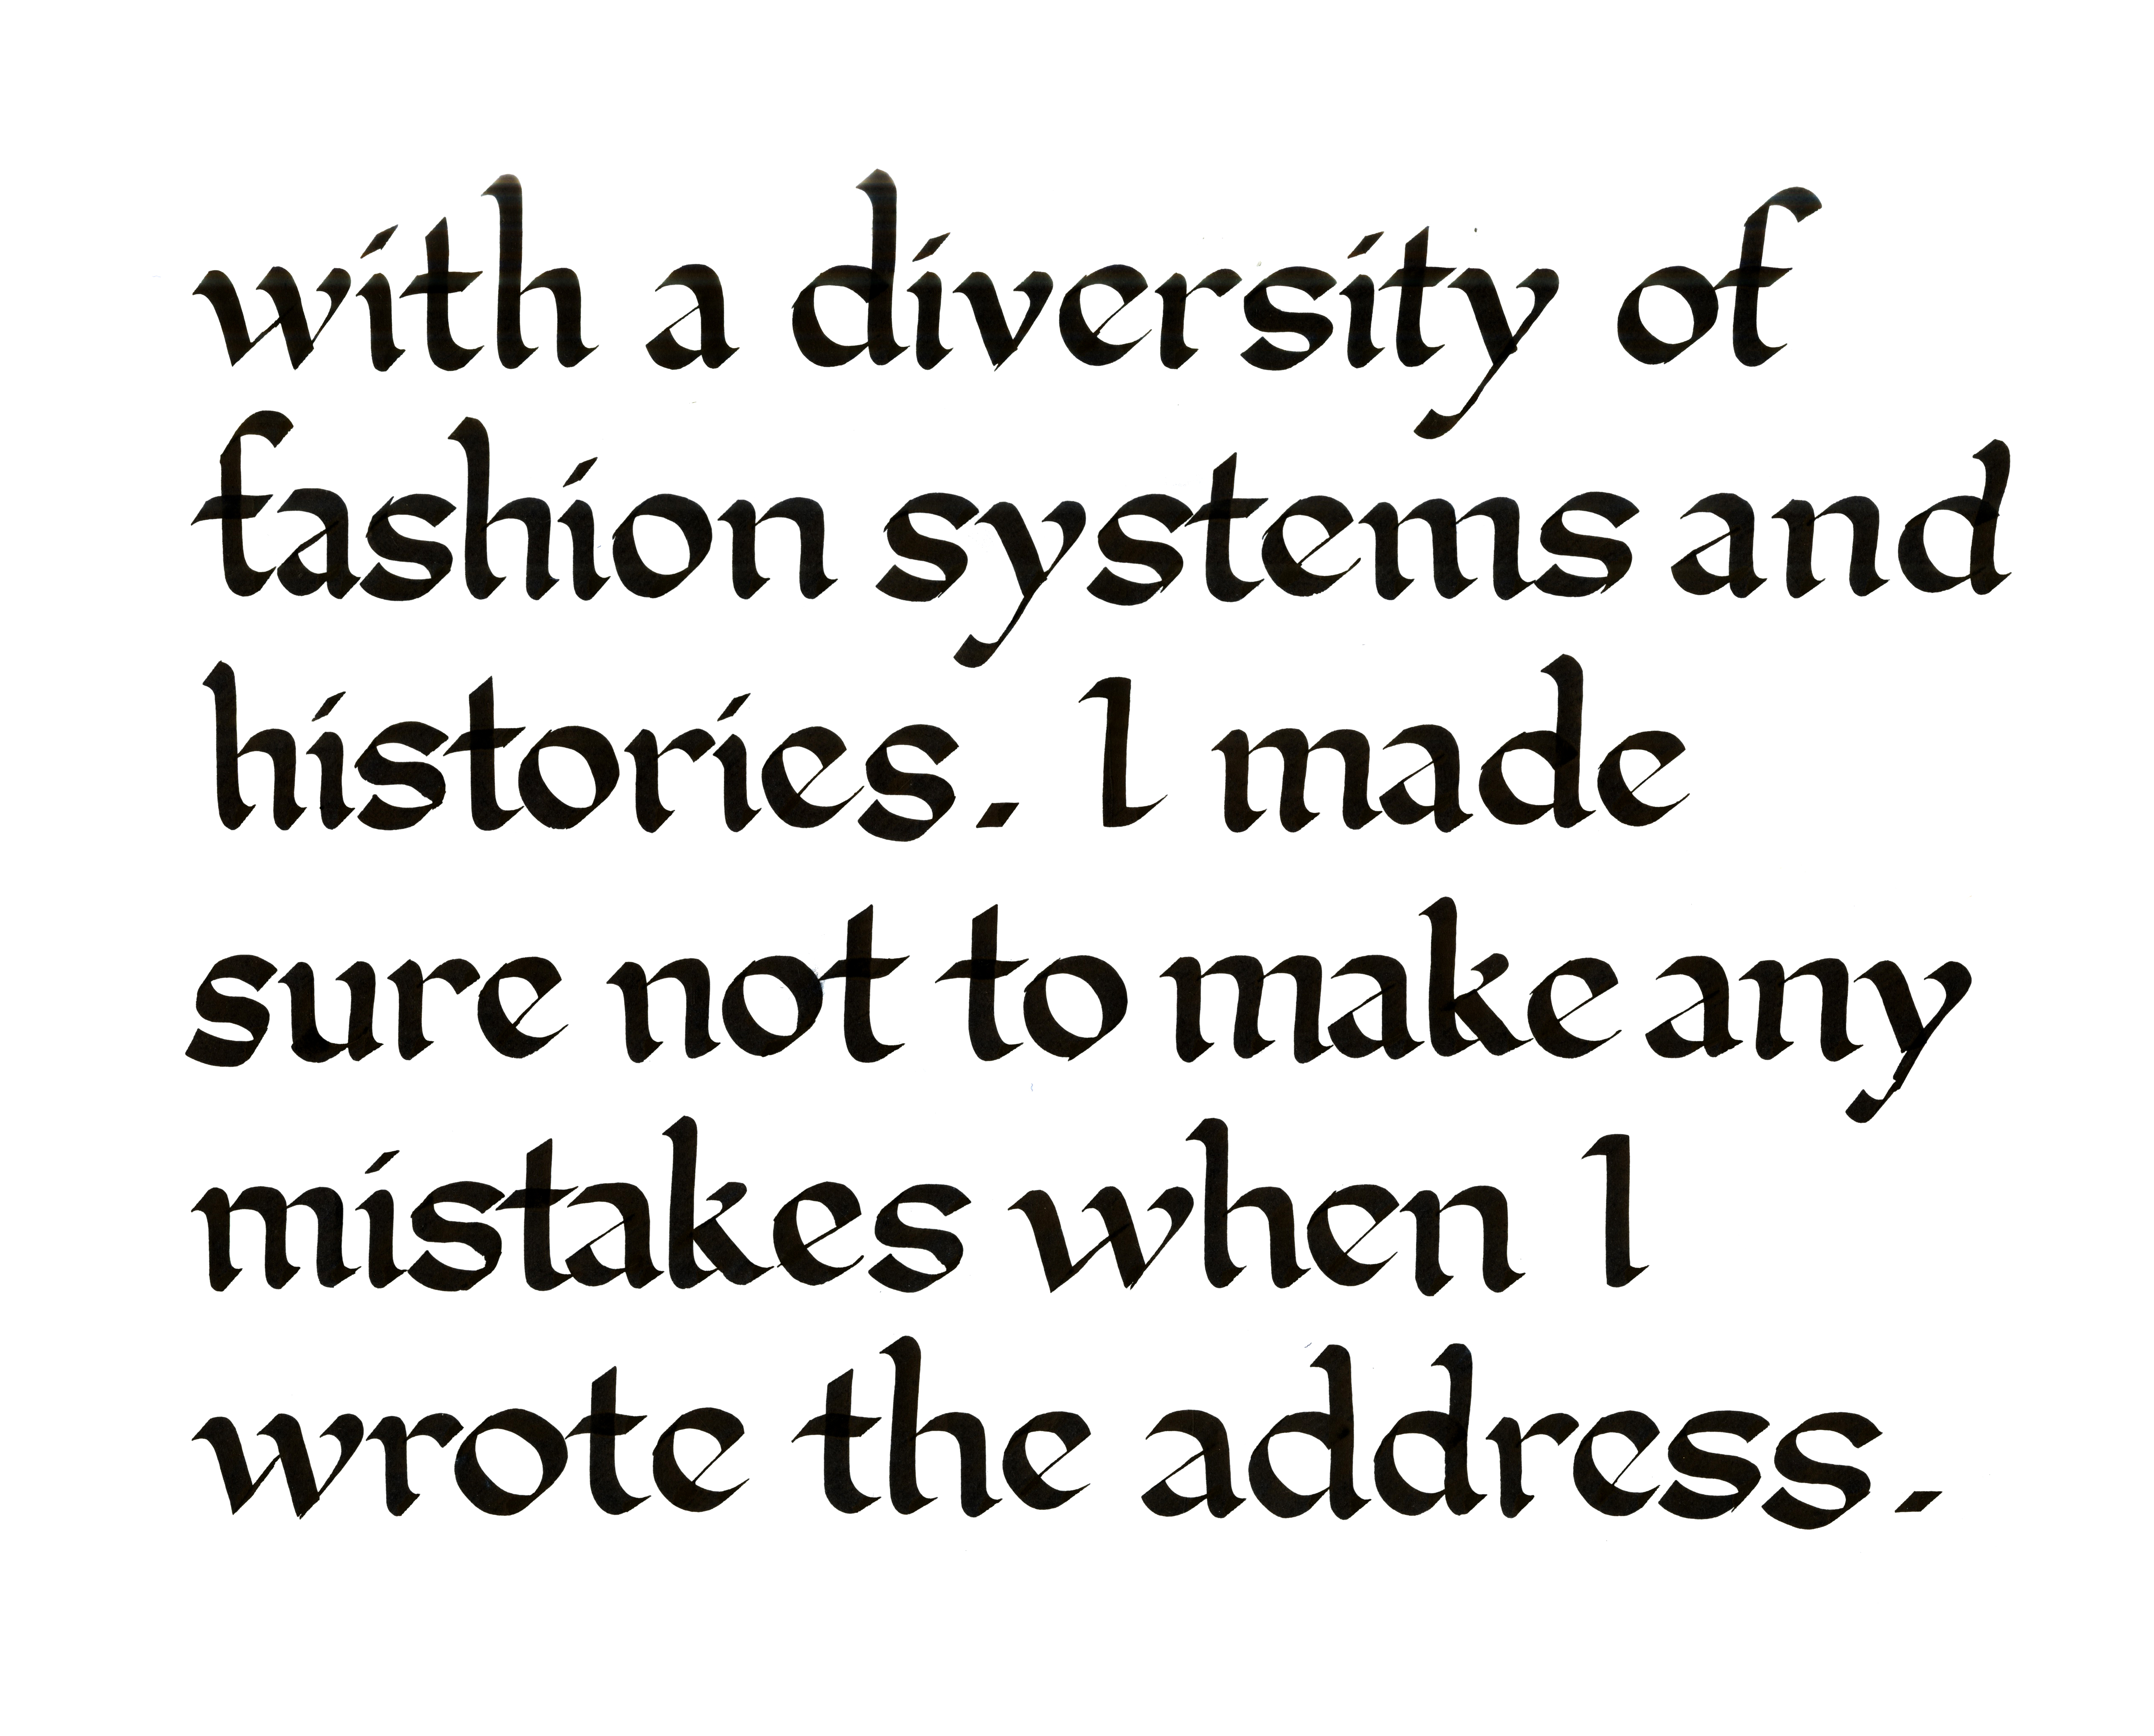 with a diversity of
fashion systems and
histories. I made
sure not to make any
mistakes when I
wrote the address.